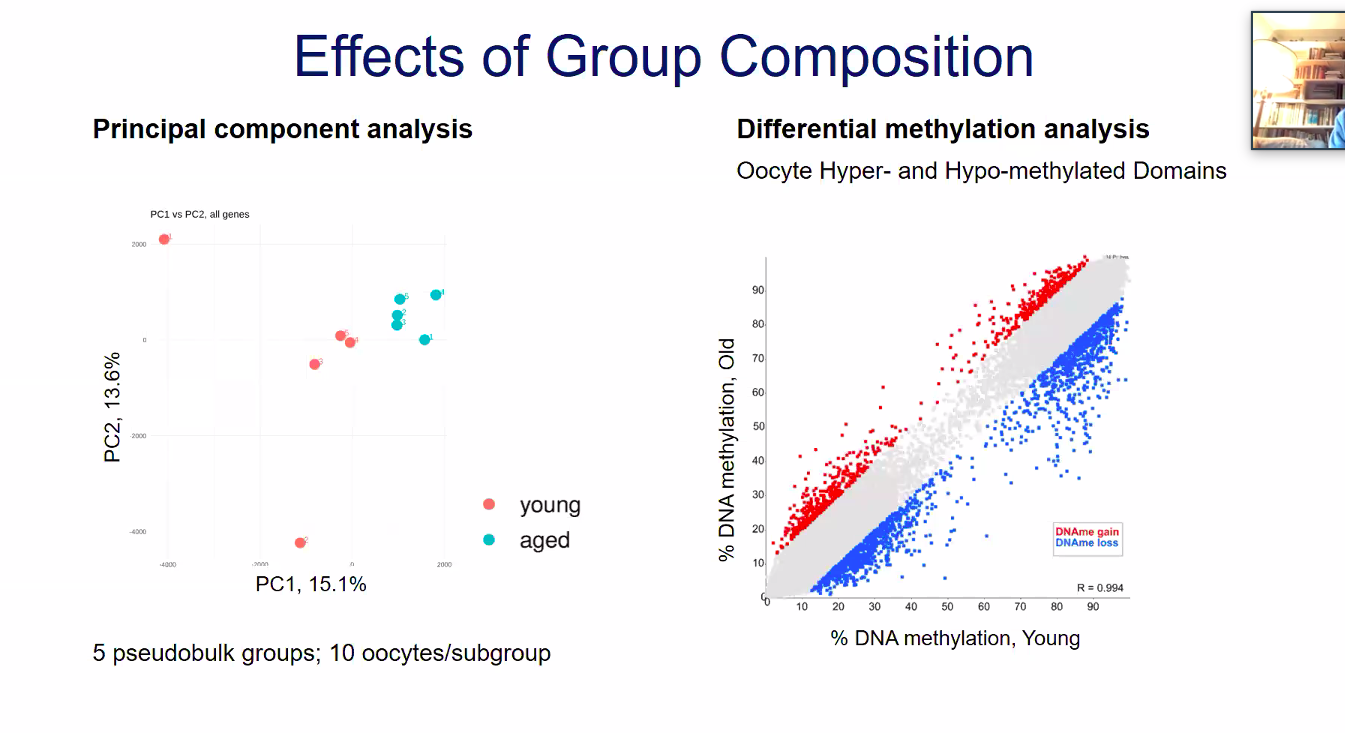 Effects of Group Composition
Principal component analysis
PC1 vs PC2, all genes
2000
0
-2000
-4000
-4000
-2000
0
2000
PC2, 13.6%
PC1, 15.1%
young
aged
5 pseudobulk groups; 10 oocytes/subgroup
Differential methylation analysis
Oocyte Hyper- and Hypo-methylated Domains
% DNA methylation, Old
90
80
70
60
50
40
30
20
10
0
0
10
20
30
40
50
60
70
80
90
DNAme gain
DNAme loss
R = 0.994
% DNA methylation, Young